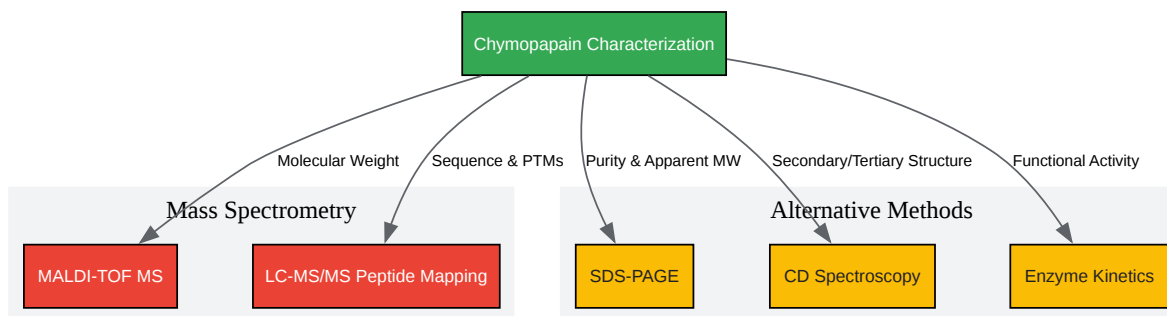 Chymopapain Characterization
Molecular Weight
Sequence & PTMs
Purity & Apparent MW
Secondary/Tertiary Structure
Functional Activity
Mass Spectrometry
Alternative Methods
MALDI-TOF MS
LC-MS/MS Peptide Mapping
SDS-PAGE
CD Spectroscopy
Enzyme Kinetics